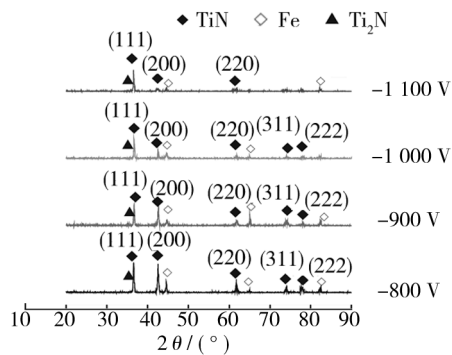 ◆ TiN ◇ Fe ▲ Ti₂N
(111)
(200) (220)
−1 100 V
(111) (200) (220) (311) (222)
−1 000 V
(111) (200) (220) (311) (222)
−900 V
(111) (200) (220) (311) (222)
−800 V
10 20 30 40 50 60 70 80 90
2θ/(°)